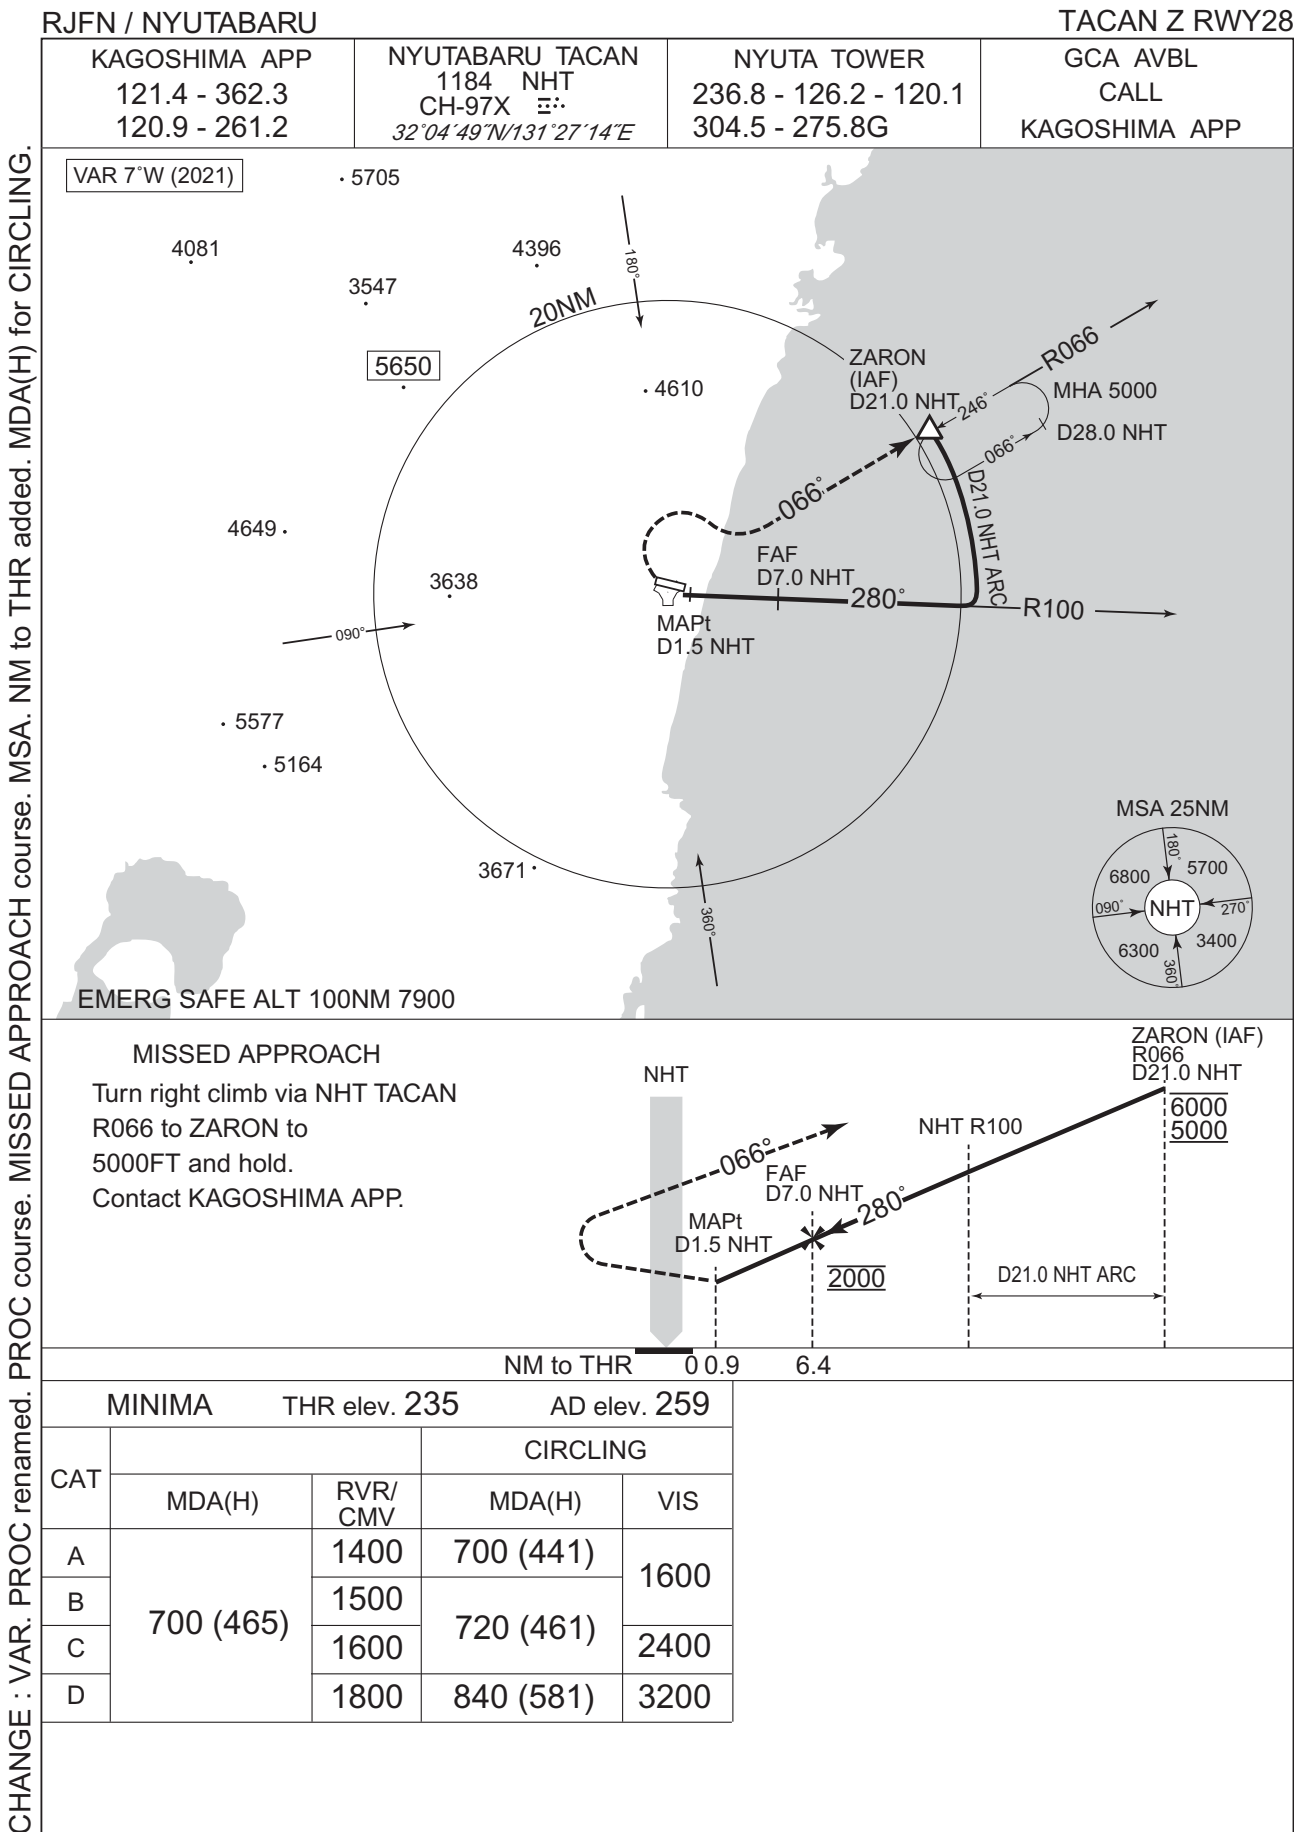 RJFN / NYUTABARU
TACAN Z RWY28
KAGOSHIMA APP
121.4 - 362.3
120.9 - 261.2
NYUTABARU TACAN
1184 NHT
CH-97X
32˚04´49˝N/131˚27´14˝E
NYUTA TOWER
236.8 - 126.2 - 120.1
304.5 - 275.8G
GCA AVBL
CALL
KAGOSHIMA APP
CHANGE : VAR. PROC renamed. PROC course. MISSED APPROACH course. MSA. NM to THR added. MDA(H) for CIRCLING.
VAR 7˚W (2021)
5705
4081
4396
3547
180˚
20NM
5650
4610
R066
ZARON
(IAF)
D21.0 NHT
246˚
MHA 5000
D28.0 NHT
066˚
066˚
D21.0 NHT ARC
4649
3638
FAF
D7.0 NHT
280˚
R100
MAPt
D1.5 NHT
090˚
5577
5164
3671
360˚
MSA 25NM
180˚
6800
5700
090˚
NHT
270˚
6300
3400
360˚
EMERG SAFE ALT 100NM 7900
MISSED APPROACH
Turn right climb via NHT TACAN
R066 to ZARON to
5000FT and hold.
Contact KAGOSHIMA APP.
NHT
066˚
FAF
D7.0 NHT
MAPt
D1.5 NHT
280˚
2000
NHT R100
D21.0 NHT ARC
ZARON (IAF)
R066
D21.0 NHT
6000
5000
NM to THR 0 0.9 6.4
MINIMA THR elev. 235 AD elev. 259
CAT
CIRCLING
MDA(H)
RVR/
CMV
MDA(H)
VIS
A 1400 700 (441)
1600
B 1500
700 (465)
720 (461)
C 1600 2400
D 1800 840 (581) 3200